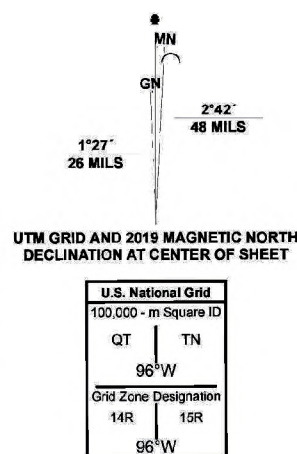 MN
GN
2°42´
48 MILS
1°27´
26 MILS
UTM GRID AND 2019 MAGNETIC NORTH
DECLINATION AT CENTER OF SHEET
U.S. National Grid
100,000 - m Square ID
QT TN
96°W
Grid Zone Designation
14R 15R
96°W